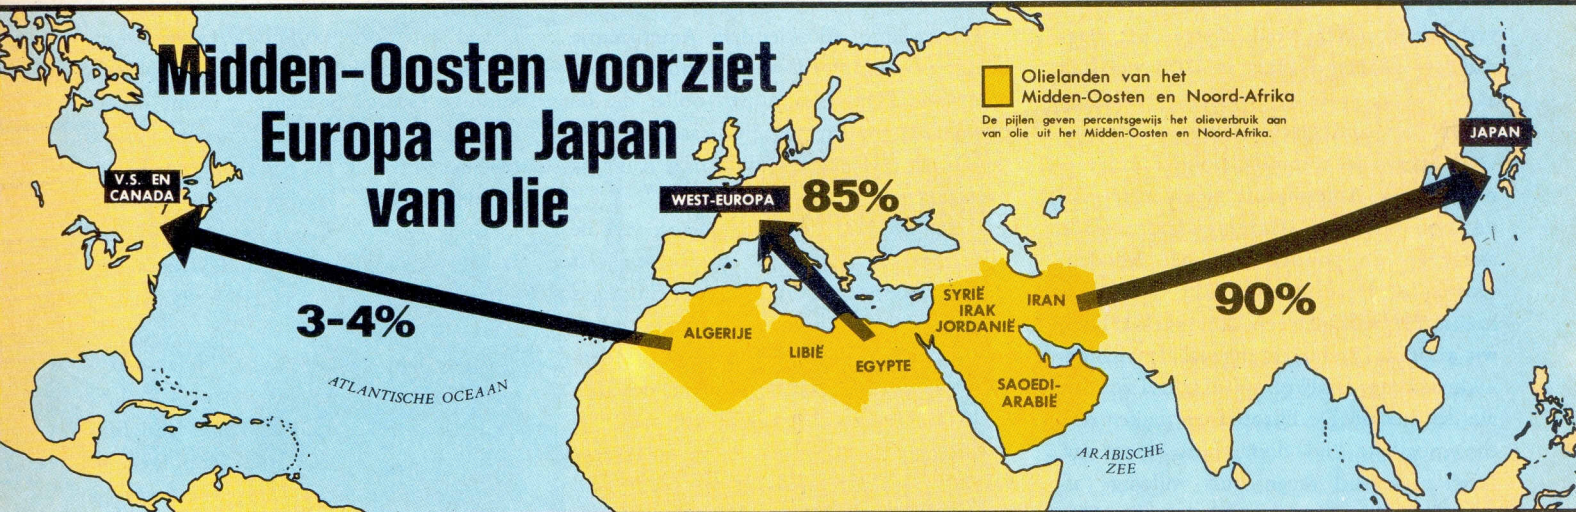 Midden-Oosten voorziet
Europa en Japan
van olie
Olielanden van het
Midden-Oosten en Noord-Afrika
De pijlen geven percentsgewijs het olieverbruik aan
van olie uit het Midden-Oosten en Noord-Afrika.
JAPAN
V.S. EN
CANADA
WEST-EUROPA
85%
3-4%
90%
SYRIË
IRAK
JORDANIË
IRAN
ALGERIJE
LIBIË
EGYPTE
SAOEDI-
ARABIË
ATLANTISCHE OCEAAN
ARABISCHE
ZEE